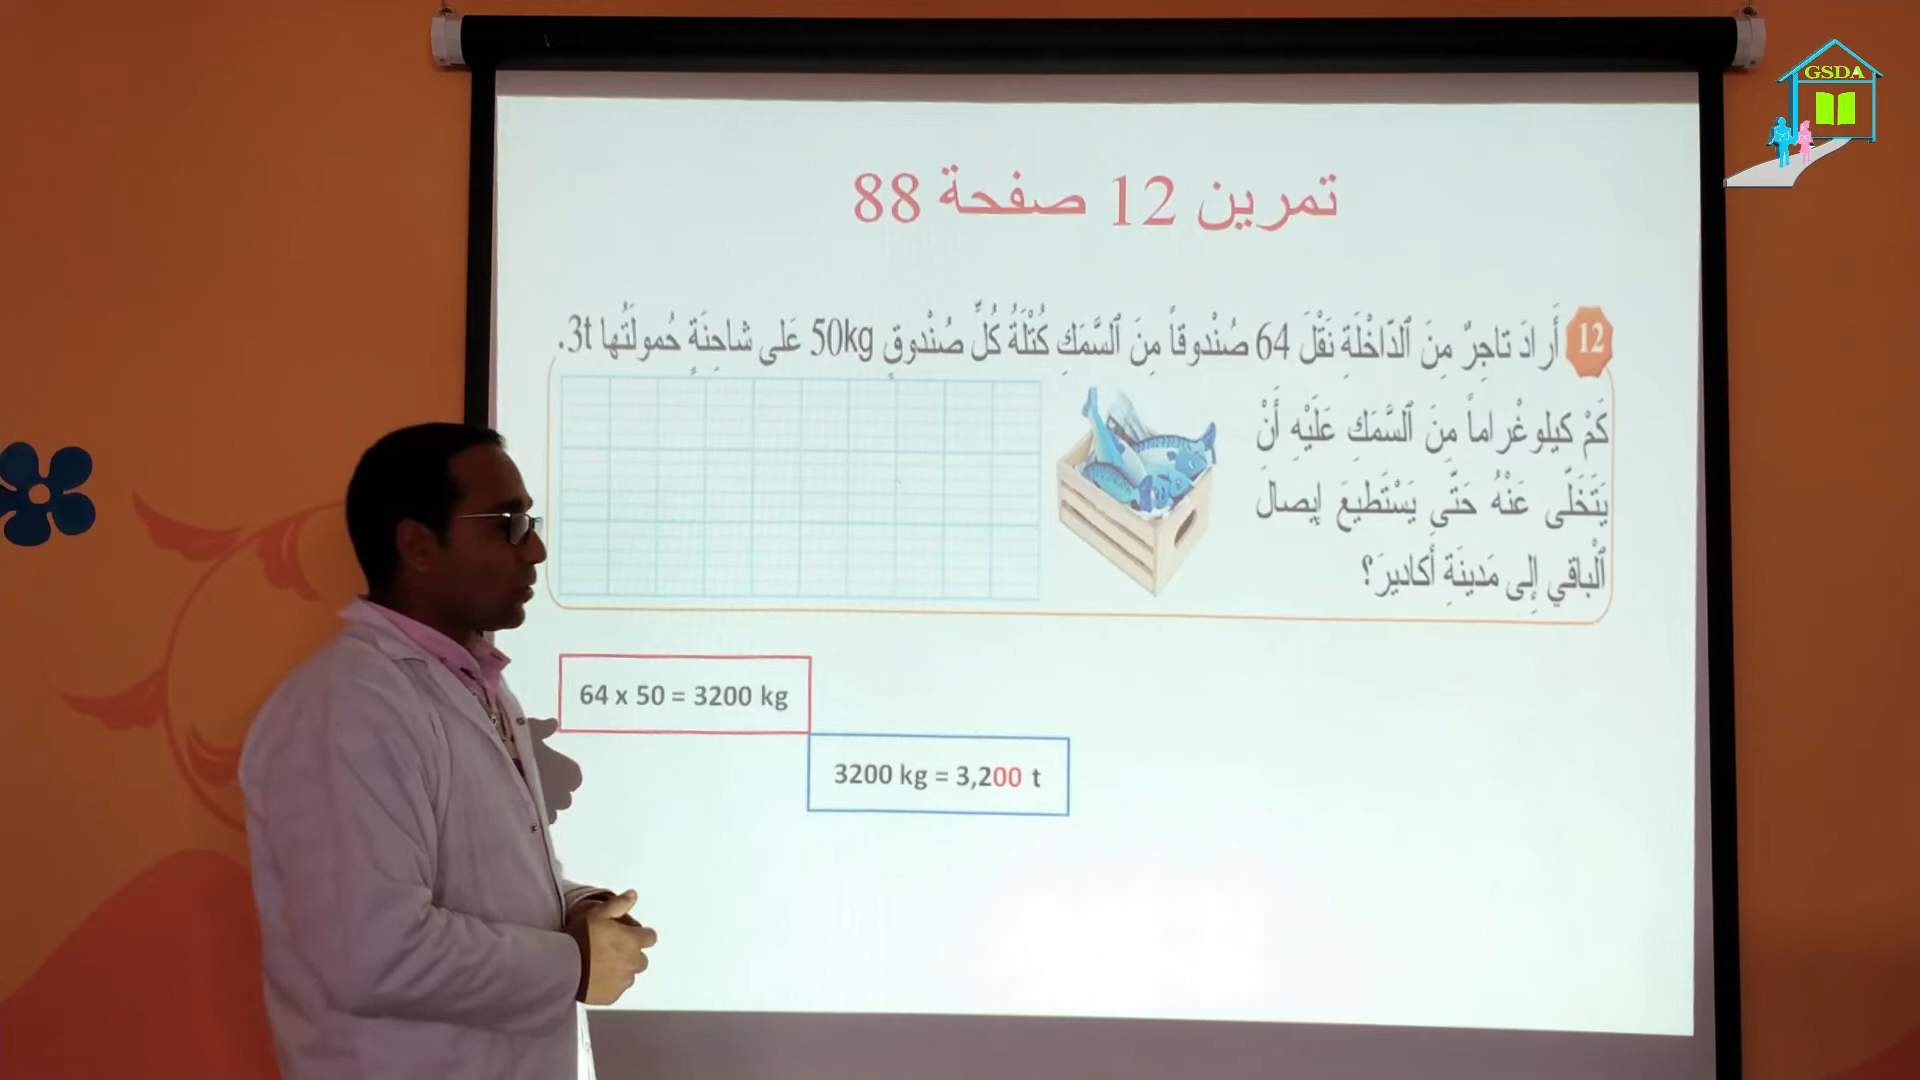 GSDA
تمرين 12 صفحة 88
12 أَرادَ تاجِرٌ مِنَ ٱلدّاخْلَةِ نَقْلَ 64 صُنْدوقاً مِنَ ٱلسَّمَكِ كُتْلَةُ كُلِّ صُنْدوقٍ 50kg عَلى شاحِنَةٍ حُمولَتُها 3t.
كَمْ كيلوغْراماً مِنَ ٱلسَّمَكِ عَلَيْهِ أَنْ
يَتَخَلّى عَنْهُ حَتّى يَسْتَطيعَ إيصالَ
ٱلْباقي إِلى مَدينَةِ أَكاديرَ؟
64 x 50 = 3200 kg
3200 kg = 3,200 t